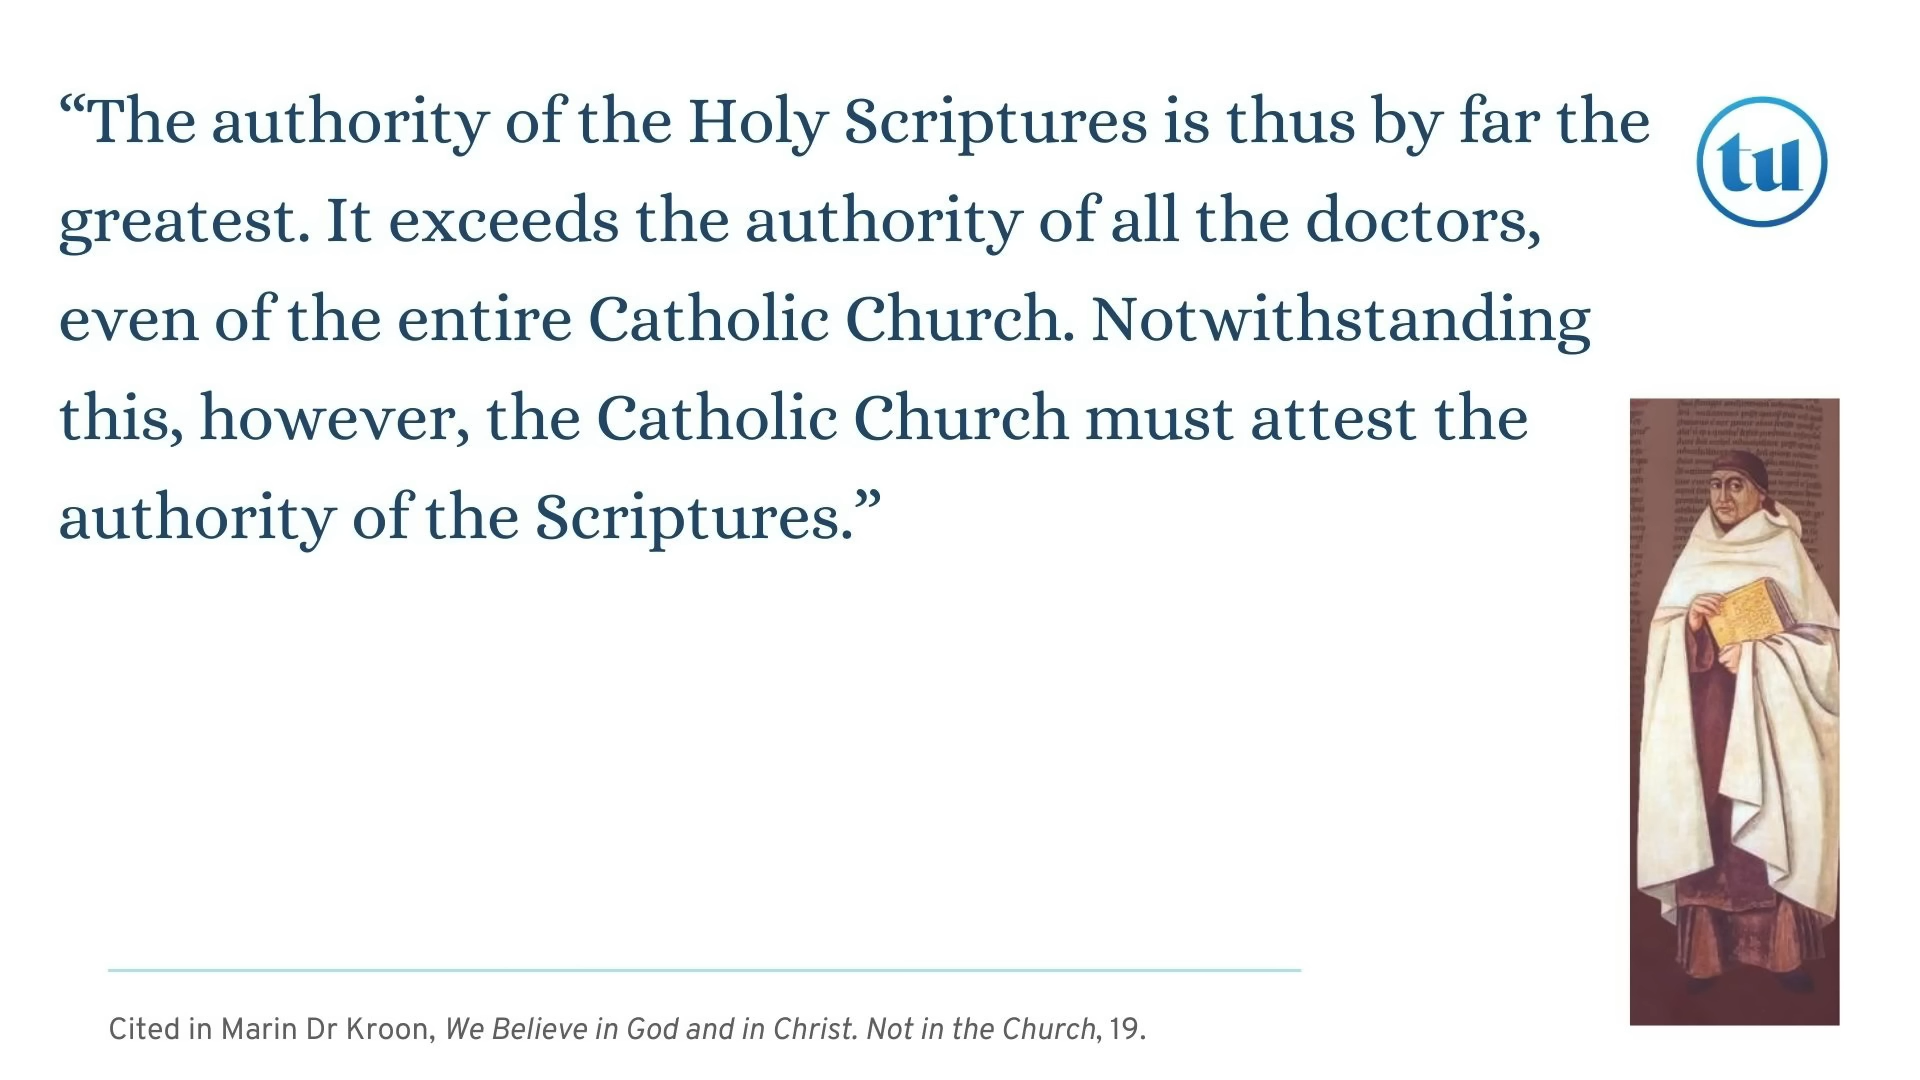 “The authority of the Holy Scriptures is thus by far the
greatest. It exceeds the authority of all the doctors,
even of the entire Catholic Church. Notwithstanding
this, however, the Catholic Church must attest the
authority of the Scriptures.”
tu
Cited in Marin Dr Kroon, We Believe in God and in Christ. Not in the Church, 19.